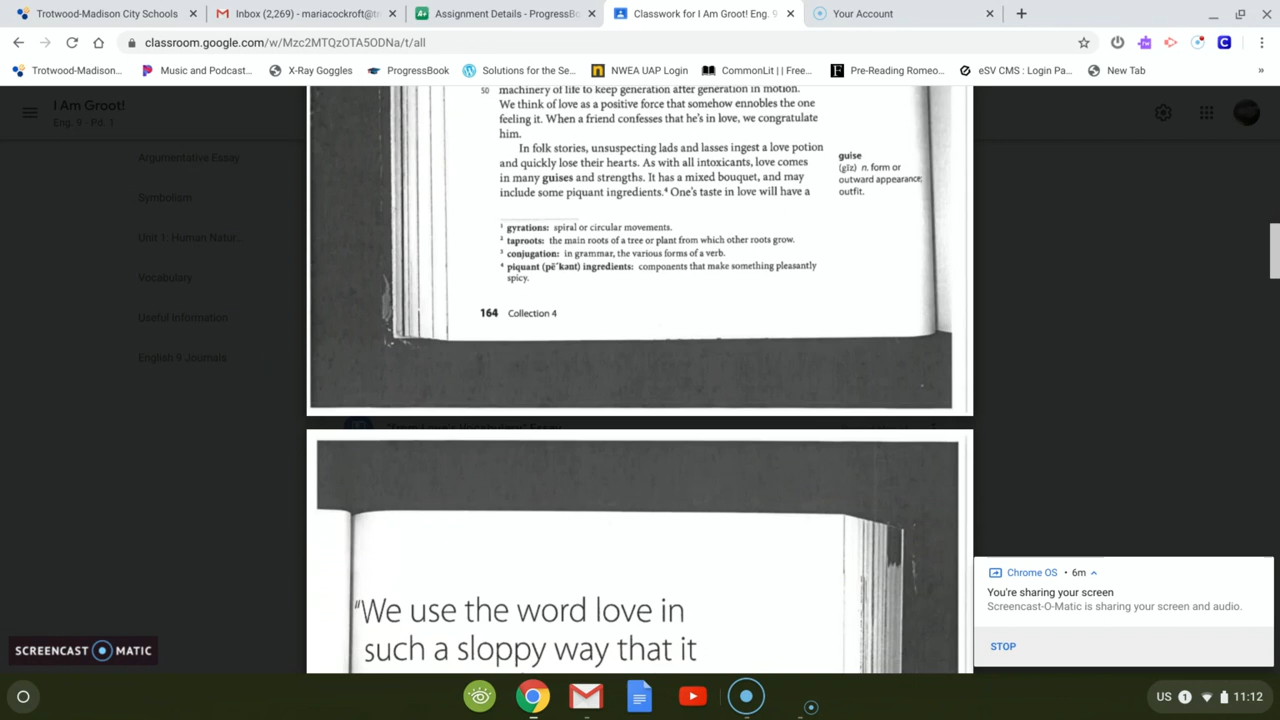 Trotwood-Madison City Schools
Inbox (2,269) - mariacockroft@tr
Assignment Details - ProgressBo
Classwork for I Am Groot! Eng. 9
Your Account
classroom.google.com/w/Mzc2MTQzOTA5ODNa/t/all
Trotwood-Madison...
Music and Podcast...
X-Ray Goggles
ProgressBook
Solutions for the Se...
NWEA UAP Login
CommonLit | | Free...
Pre-Reading Romeo...
eSV CMS : Login Pa...
New Tab
»
I Am Groot!
Eng. 9 - Pd. 1
Argumentative Essay
Symbolism
Unit 1: Human Natur...
Vocabulary
Useful Information
English 9 Journals
50 machinery of life to keep generation after generation in motion.
We think of love as a positive force that somehow ennobles the one
feeling it. When a friend confesses that he's in love, we congratulate
him.
In folk stories, unsuspecting lads and lasses ingest a love potion
and quickly lose their hearts. As with all intoxicants, love comes
in many guises and strengths. It has a mixed bouquet, and may
include some piquant ingredients.⁴ One's taste in love will have a
guise
(gīz) n. form or
outward appearance;
outfit.
¹ gyrations: spiral or circular movements.
² taproots: the main roots of a tree or plant from which other roots grow.
³ conjugation: in grammar, the various forms of a verb.
⁴ piquant (pē´kənt) ingredients: components that make something pleasantly
spicy.
164 Collection 4
"From Love's Vocabulary" Essay
"We use the word love in
such a sloppy way that it
Chrome OS • 6m
You're sharing your screen
Screencast-O-Matic is sharing your screen and audio.
STOP
SCREENCAST O MATIC
US 1 11:12